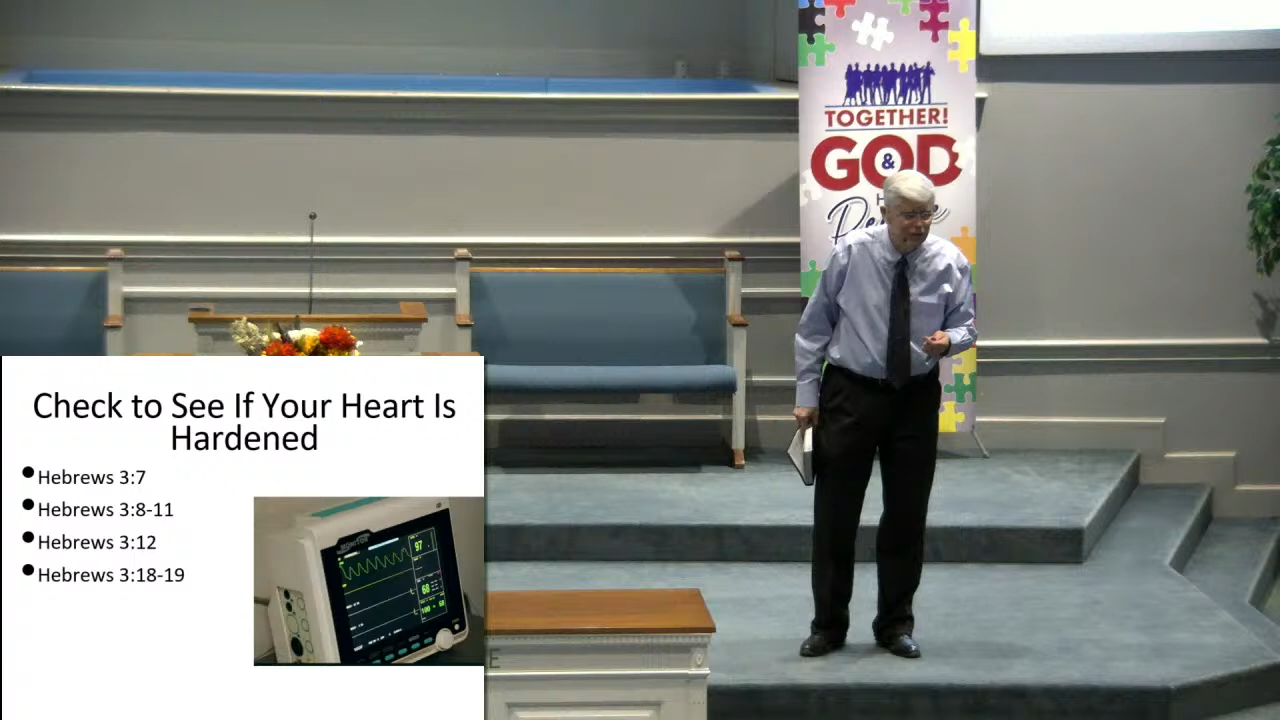 TOGETHER!
GOD
&
Check to See If Your Heart Is
Hardened
Hebrews 3:7
Hebrews 3:8-11
Hebrews 3:12
Hebrews 3:18-19
97
60
E